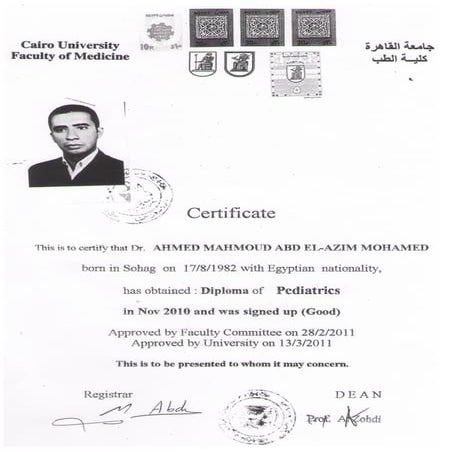 Cairo University
Faculty of Medicine
جامعة القاهرة
كلية الطب
Certificate
This is to certify that Dr. AHMED MAHMOUD ABD EL-AZIM MOHAMED
born in Sohag on 17/8/1982 with Egyptian nationality,
has obtained : Diploma of Pediatrics
in Nov 2010 and was signed up (Good)
Approved by Faculty Committee on 28/2/2011
Approved by University on 13/3/2011
This is to be presented to whom it may concern.
Registrar
DEAN
M. Abd
Prof.